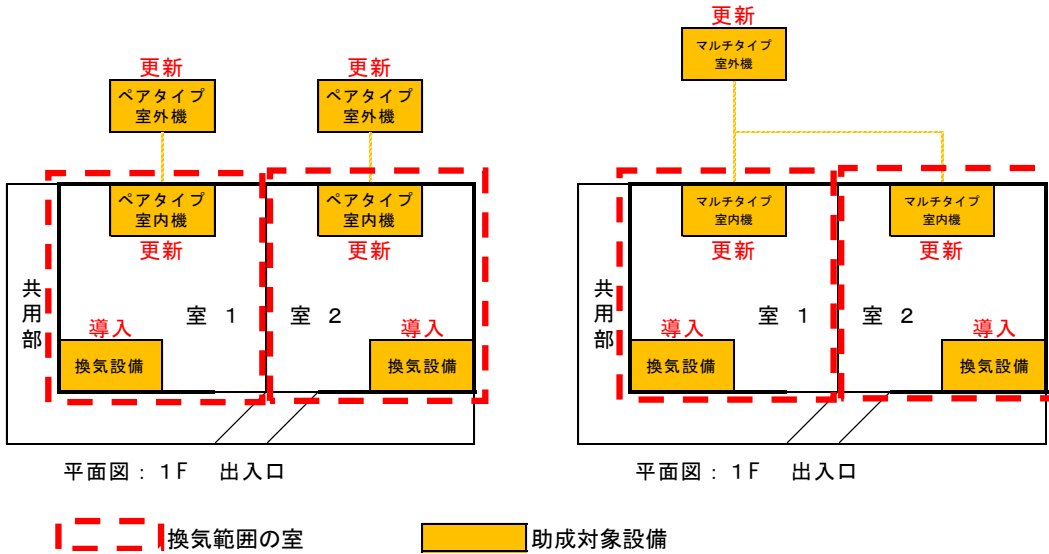 更新
更新
ペアタイプ
室外機
ペアタイプ
室外機
ペアタイプ
室内機
ペアタイプ
室内機
更新
更新
共用部
室 1
室 2
導入
導入
換気設備
換気設備
平面図：1F 出入口
更新
マルチタイプ
室外機
マルチタイプ
室内機
マルチタイプ
室内機
更新
更新
共用部
室 1
室 2
導入
導入
換気設備
換気設備
平面図：1F 出入口
換気範囲の室
助成対象設備